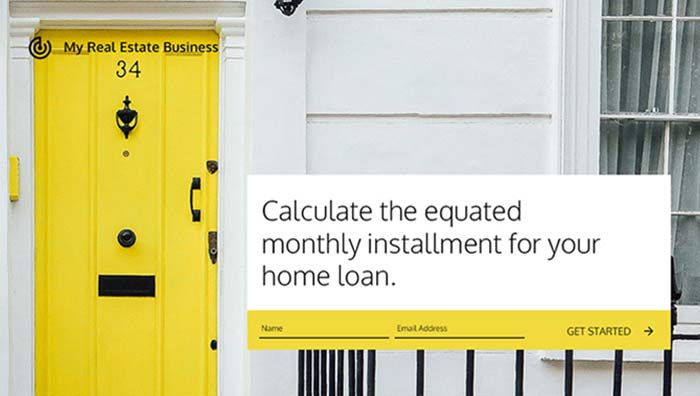 My Real Estate Business
34
Calculate the equated
monthly installment for your
home loan.
Name
Email Address
GET STARTED